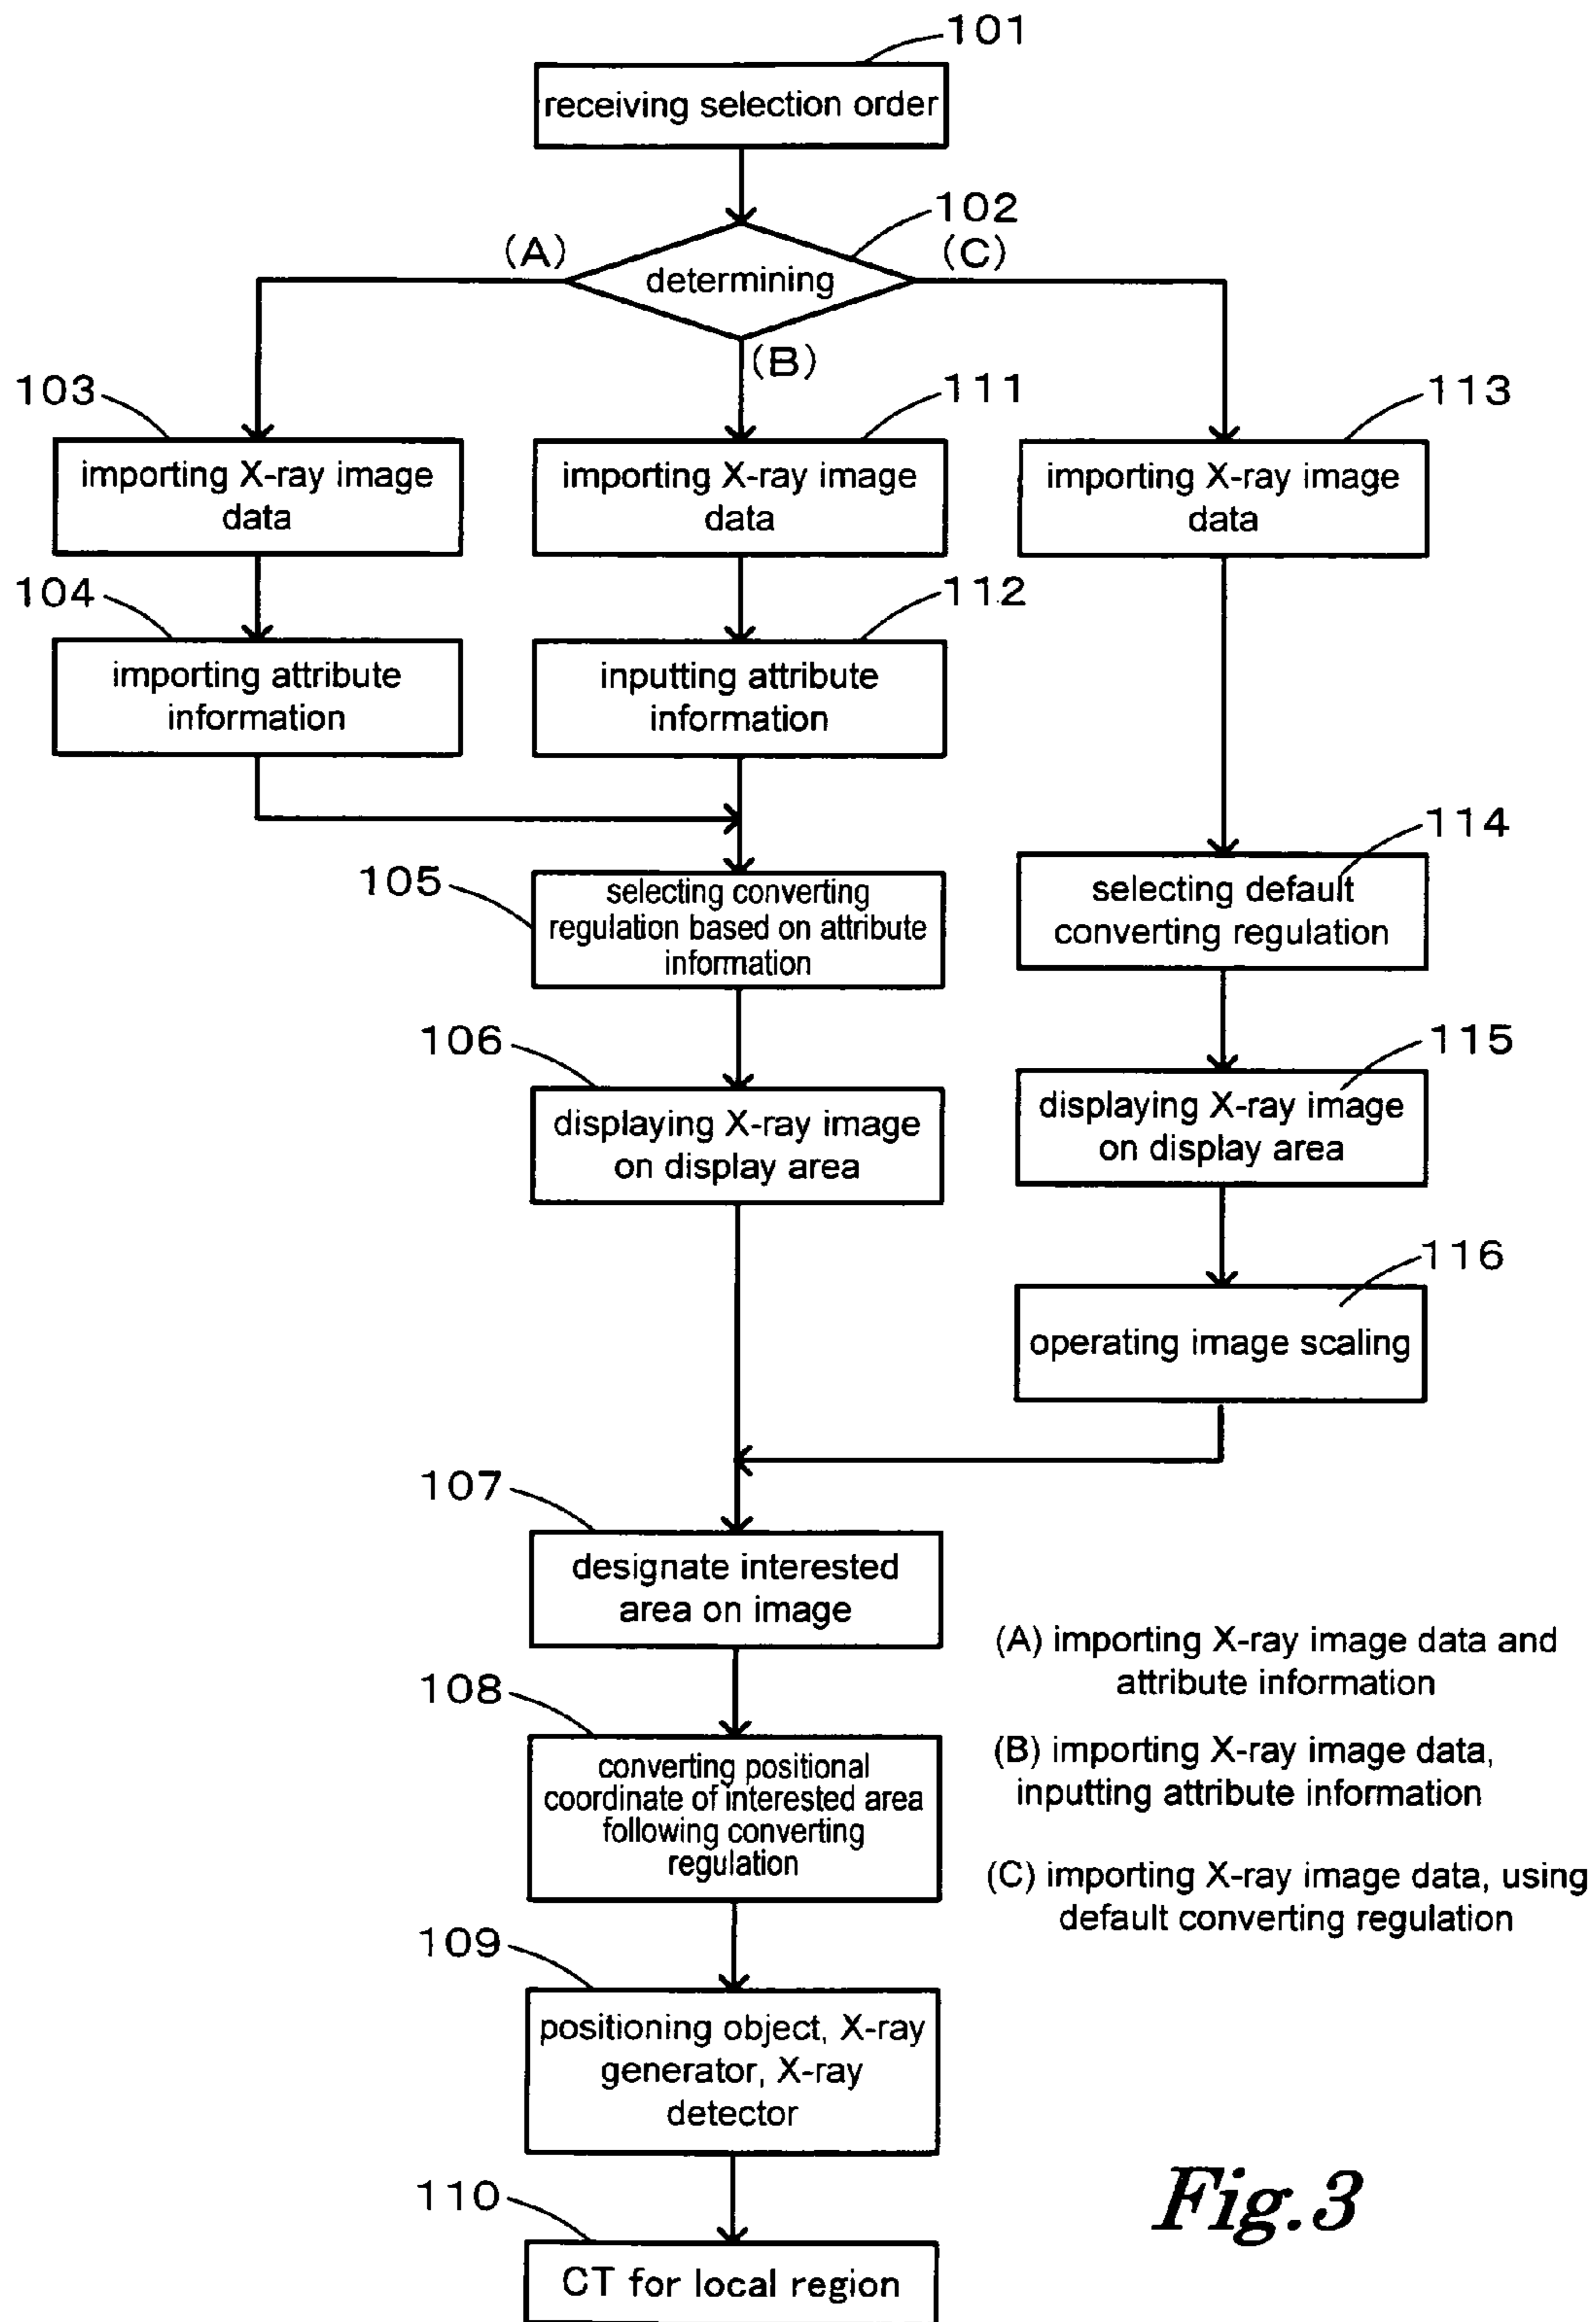 101
receiving selection order
102
(A)
(C)
determining
(B)
103
111
113
importing X-ray image
data
importing X-ray image
data
importing X-ray image
data
104
112
importing attribute
information
inputting attribute
information
105
selecting converting
regulation based on attribute
information
114
selecting default
converting regulation
106
displaying X-ray image
on display area
115
displaying X-ray image
on display area
116
operating image scaling
107
designate interested
area on image
(A) importing X-ray image data and
attribute information
108
converting positional
coordinate of interested area
following converting
regulation
(B) importing X-ray image data,
inputting attribute information
(C) importing X-ray image data, using
default converting regulation
109
positioning object, X-ray
generator, X-ray
detector
110
CT for local region
Fig.3